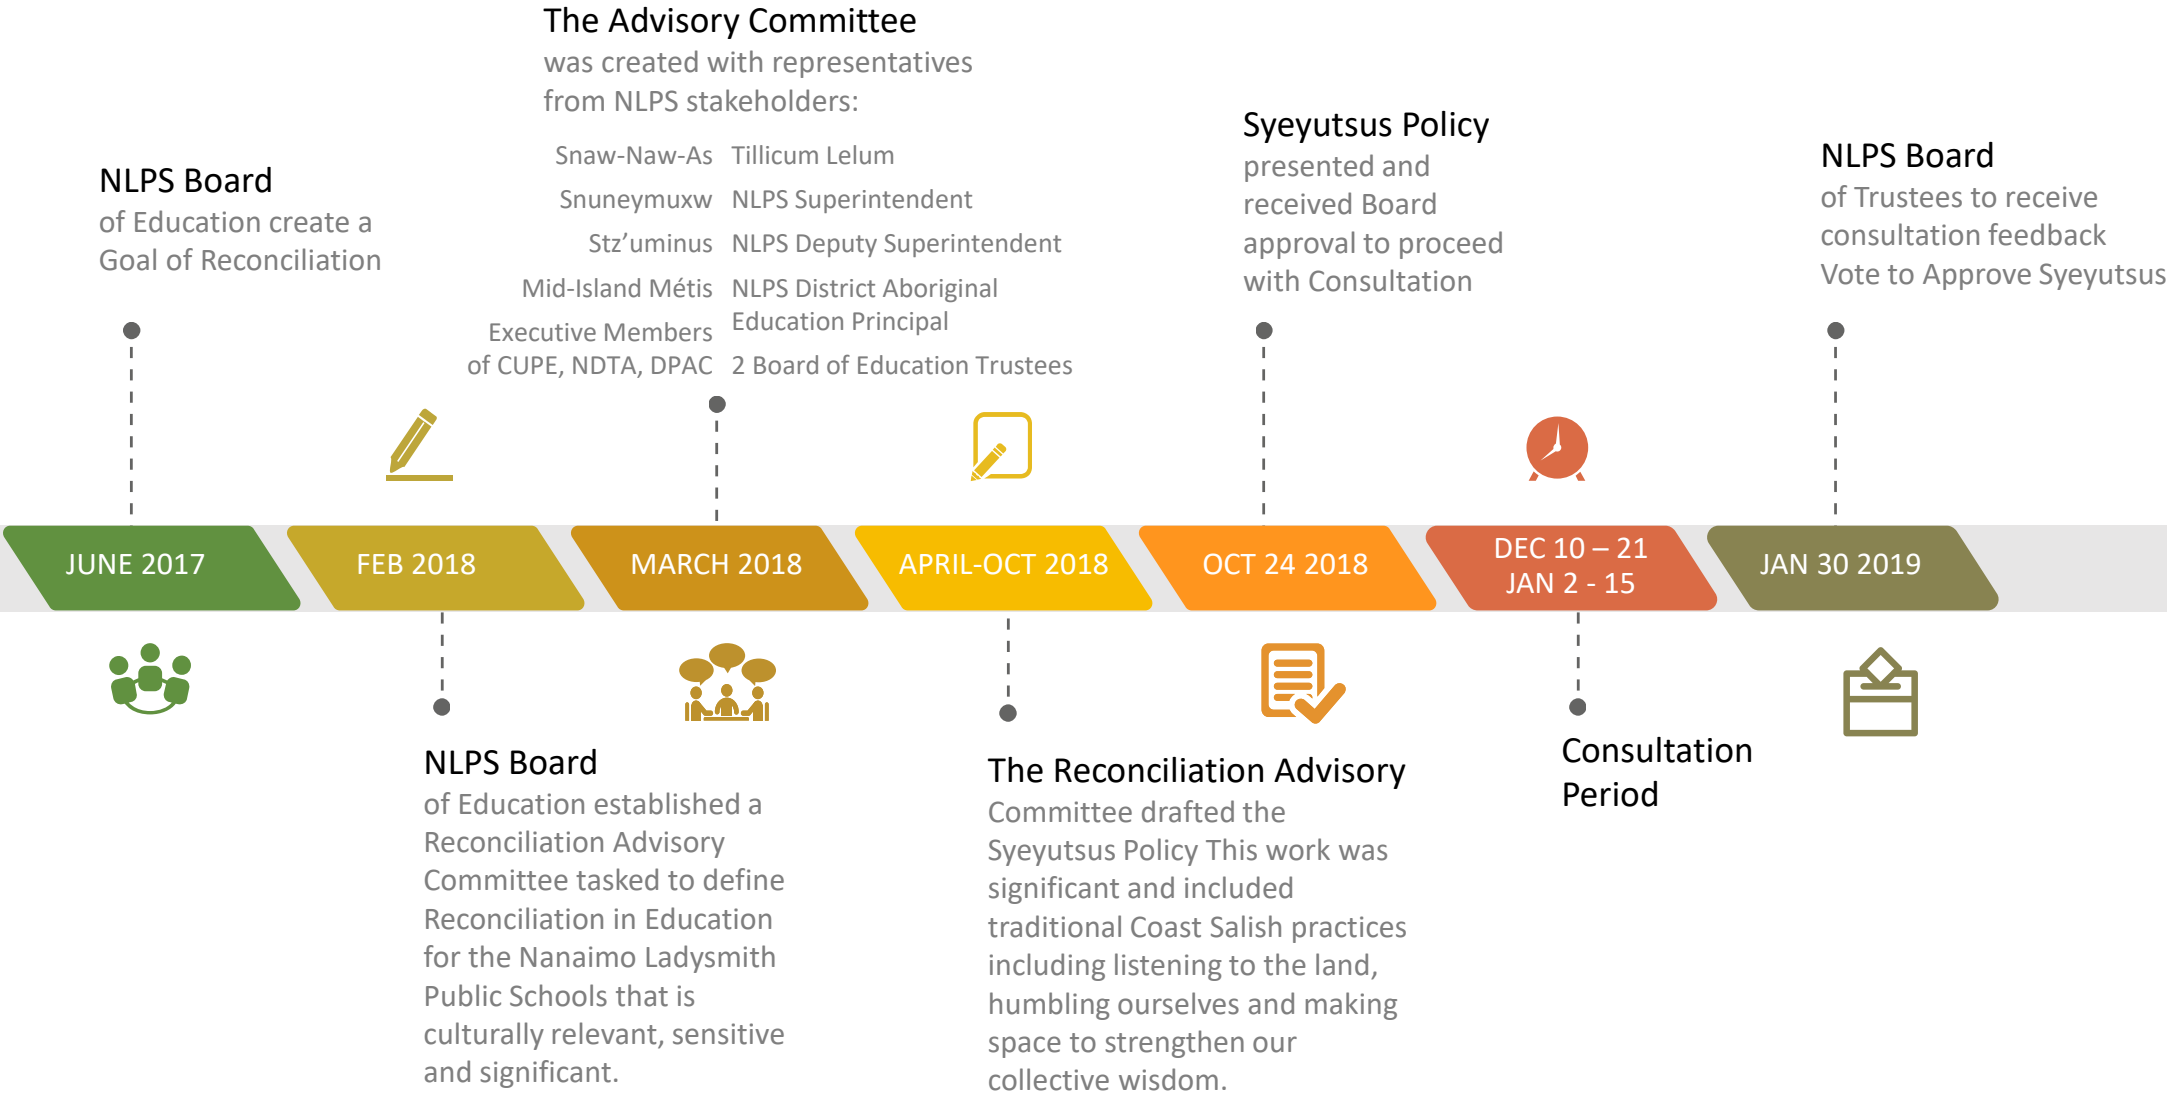 NLPS Board
of Education create a
Goal of Reconciliation
JUNE 2017
FEB 2018
NLPS Board
of Education established a
Reconciliation Advisory
Committee tasked to define
Reconciliation in Education
for the Nanaimo Ladysmith
Public Schools that is
culturally relevant, sensitive
and significant.
The Advisory Committee
was created with representatives
from NLPS stakeholders:
Snaw-Naw-As
Snuneymuxw
Stz’uminus
Mid-Island Métis
Executive Members
of CUPE, NDTA, DPAC
Tillicum Lelum
NLPS Superintendent
NLPS Deputy Superintendent
NLPS District Aboriginal
Education Principal
2 Board of Education Trustees
MARCH 2018
APRIL-OCT 2018
The Reconciliation Advisory
Committee drafted the
Syeyutsus Policy This work was
significant and included
traditional Coast Salish practices
including listening to the land,
humbling ourselves and making
space to strengthen our
collective wisdom.
Syeyutsus Policy
presented and
received Board
approval to proceed
with Consultation
OCT 24 2018
DEC 10 – 21
JAN 2 - 15
Consultation
Period
NLPS Board
of Trustees to receive
consultation feedback
Vote to Approve Syeyutsus
JAN 30 2019